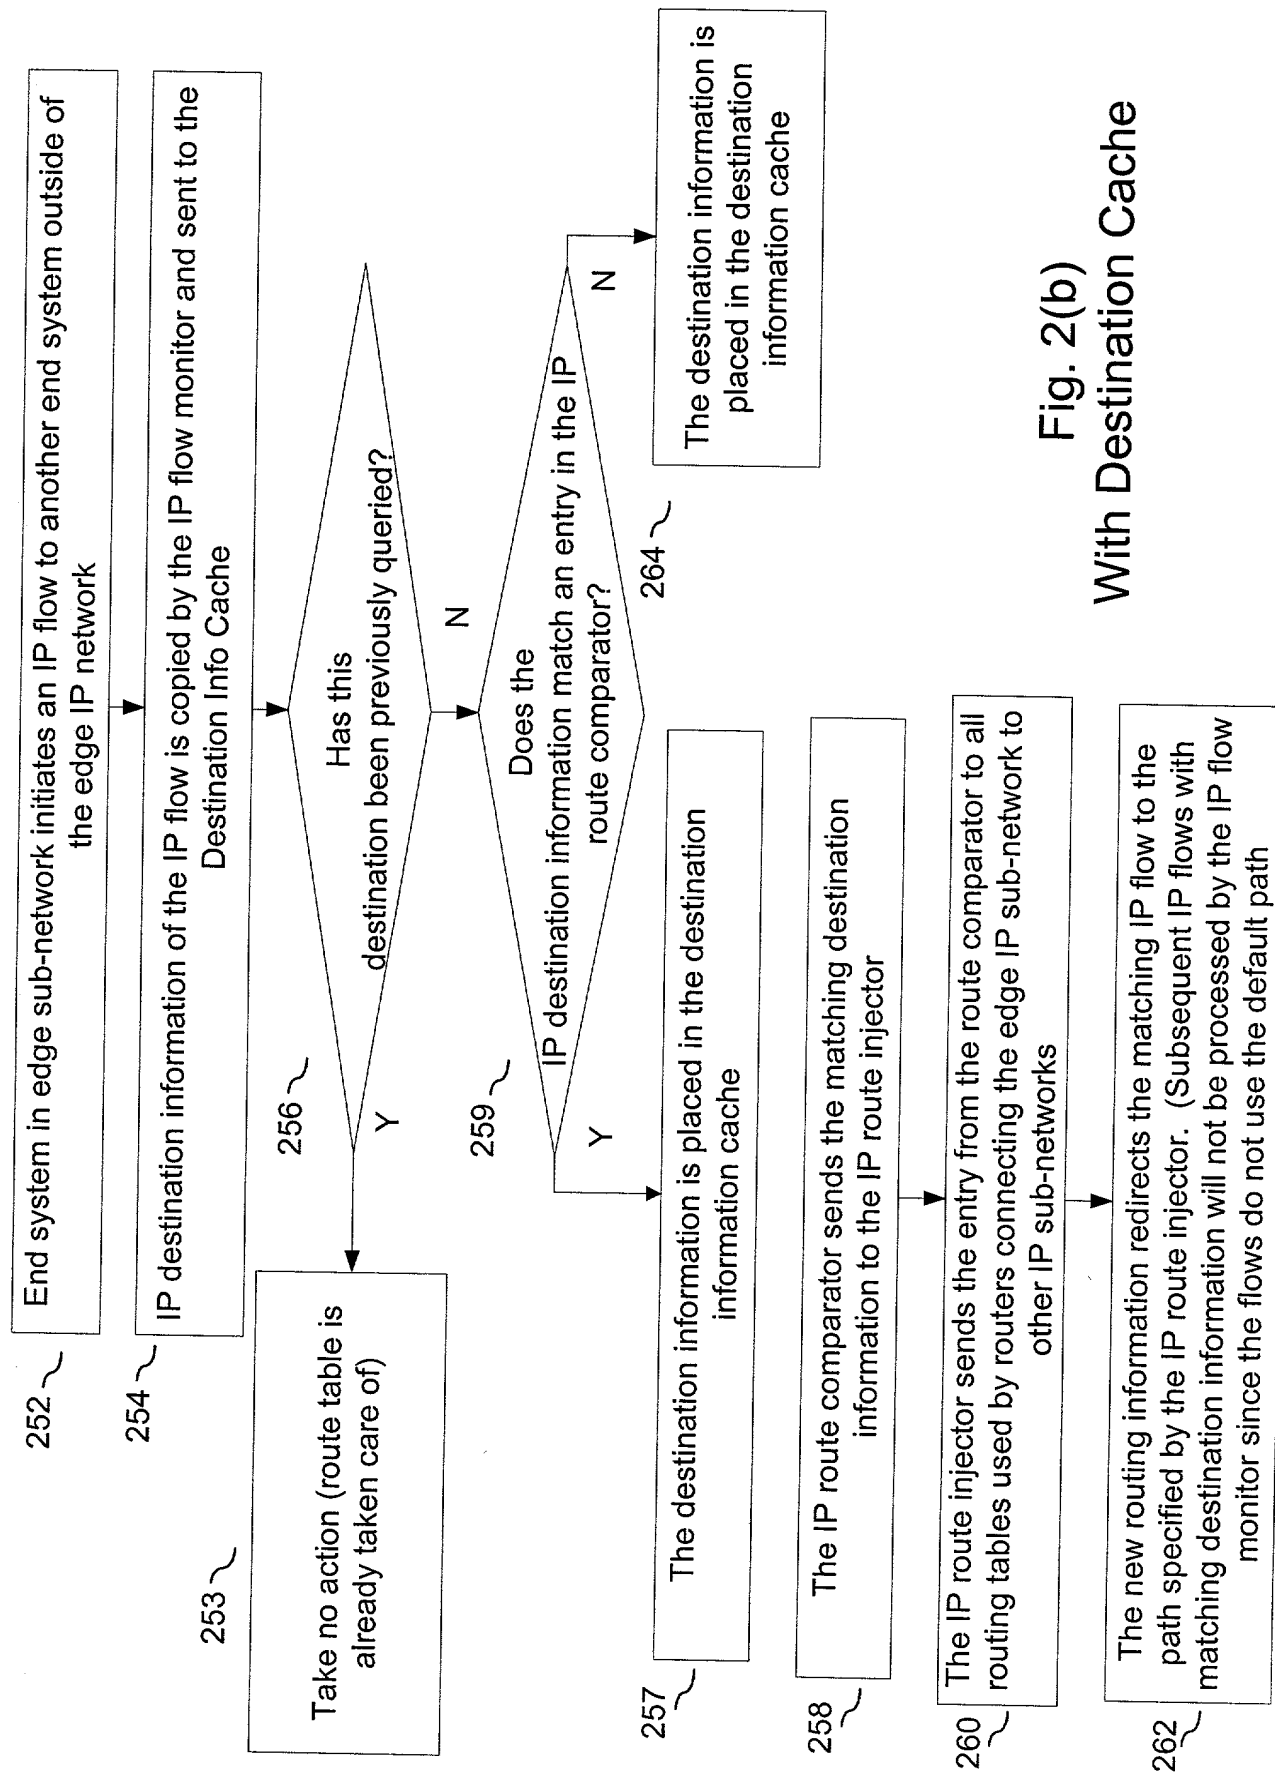 252
End system in edge sub-network initiates an IP flow to another end system outside of
the edge IP network
254
IP destination information of the IP flow is copied by the IP flow monitor and sent to the
Destination Info Cache
253
Take no action (route table is
already taken care of)
256
Has this
destination been previously queried?
Y
N
259
Does the
IP destination information match an entry in the IP
route comparator?
Y
N
257
The destination information is placed in the destination
information cache
264
The destination information is
placed in the destination
information cache
258
The IP route comparator sends the matching destination
information to the IP route injector
260
The IP route injector sends the entry from the route comparator to all
routing tables used by routers connecting the edge IP sub-network to
other IP sub-networks
262
The new routing information redirects the matching IP flow to the
path specified by the IP route injector. (Subsequent IP flows with
matching destination information will not be processed by the IP flow
monitor since the flows do not use the default path
Fig. 2(b)
With Destination Cache